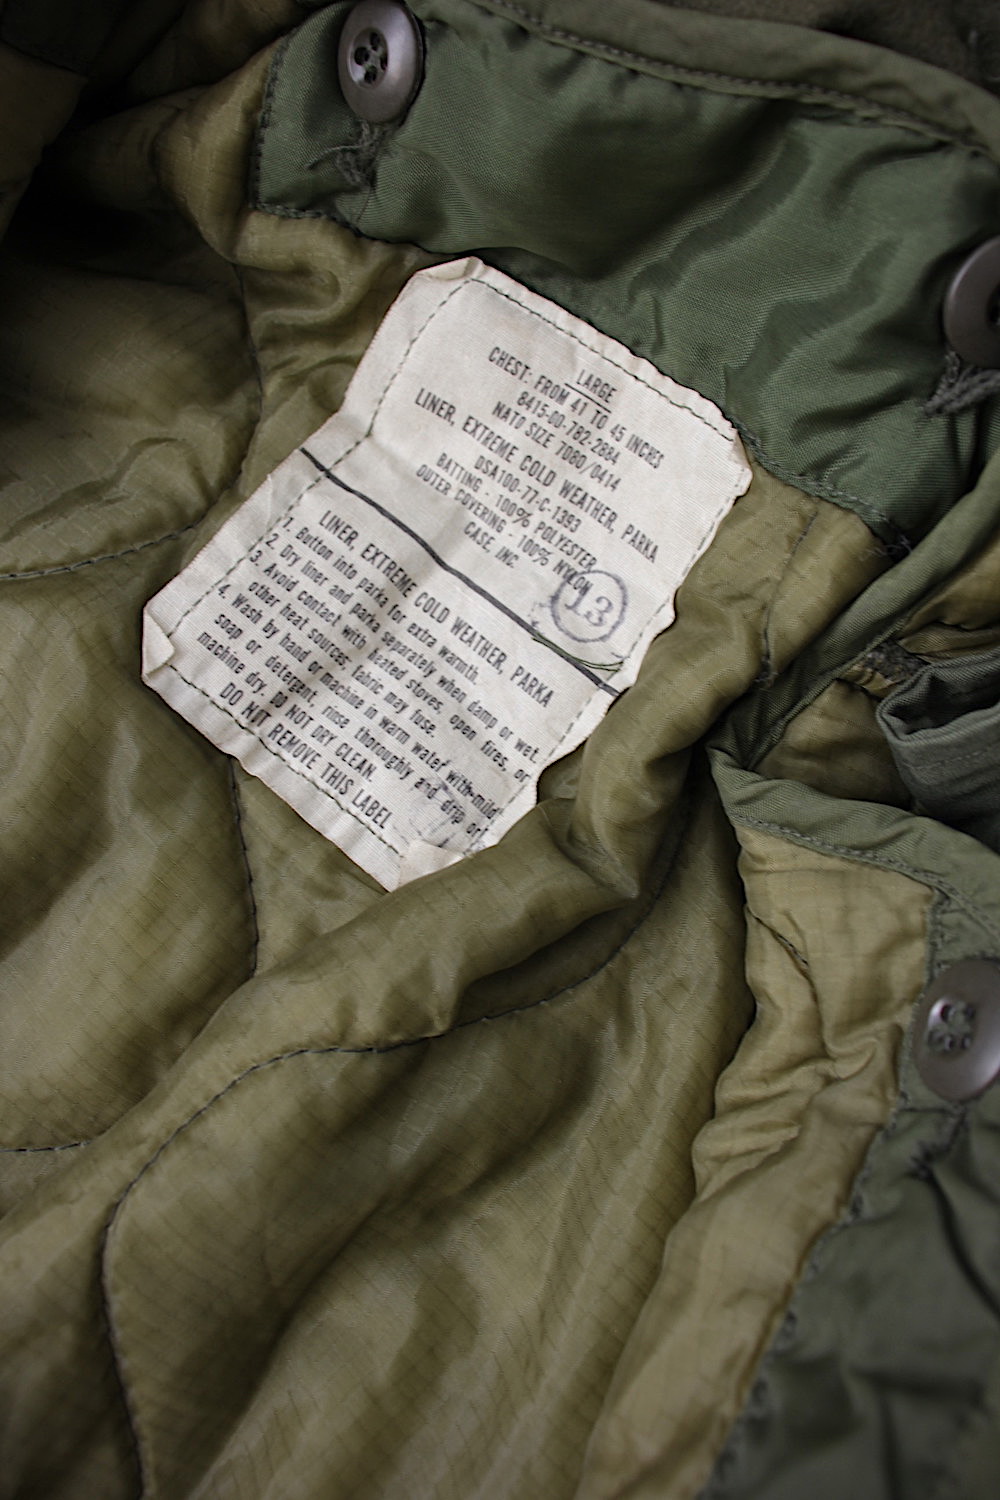 LARGE
CHEST: FROM 41 TO 45 INCHES
8415-00-782-2884
NATO SIZE 7080/0414
LINER, EXTREME COLD WEATHER, PARKA
DSA100-77-C-1393
BATTING - 100% POLYESTER
OUTER COVERING - 100% NYLON
CASE, INC.
13
LINER, EXTREME COLD WEATHER, PARKA
1. Button into parka for extra warmth.
2. Dry liner and parka separately when damp or wet.
3. Avoid contact with heated stoves, open fires, or
other heat sources; fabric may fuse.
4. Wash by hand or machine in warm water with mild
soap or detergent, rinse thoroughly and drip or
machine dry. DO NOT DRY CLEAN.
DO NOT REMOVE THIS LABEL